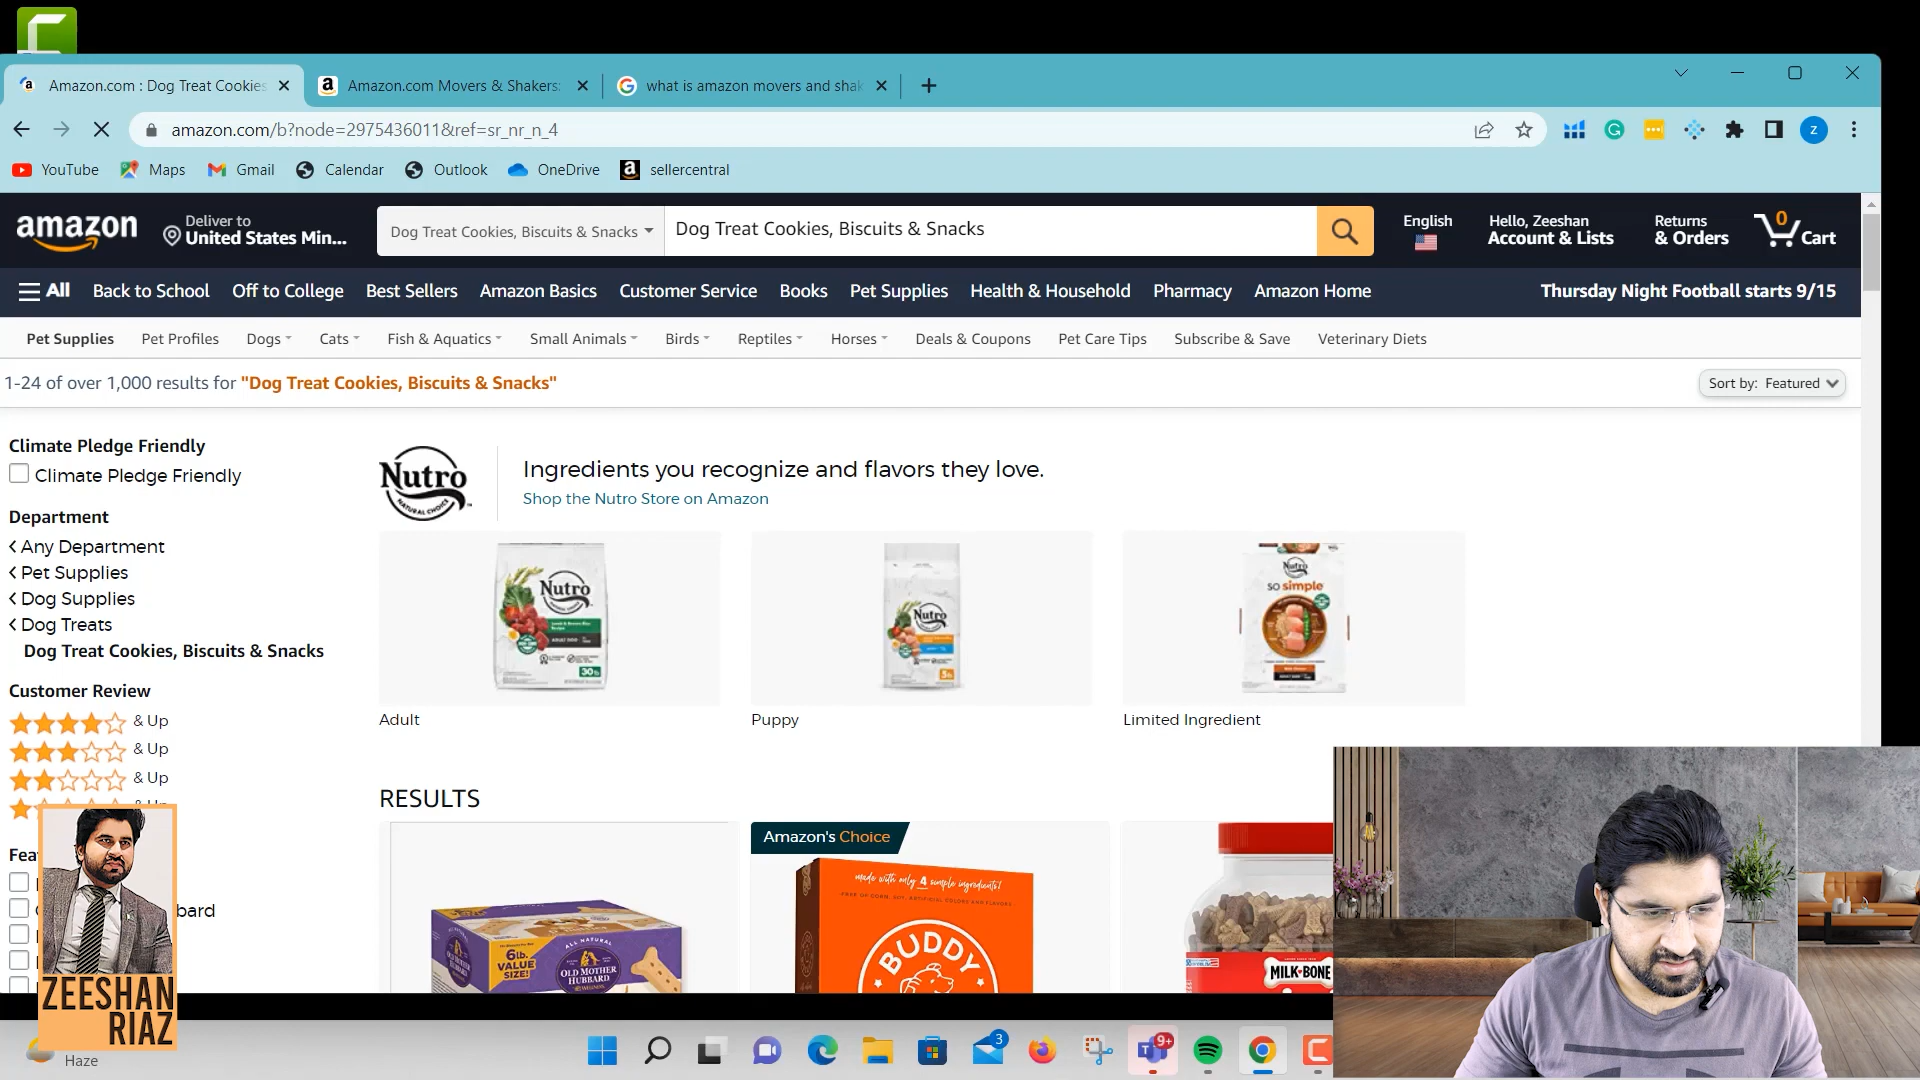 Amazon.com : Dog Treat Cookies
Amazon.com Movers & Shakers:
what is amazon movers and shak
amazon.com/b?node=2975436011&ref=sr_nr_n_4
z
YouTube
Maps
Gmail
Calendar
Outlook
OneDrive
sellercentral
amazon
Deliver to
United States Min...
Dog Treat Cookies, Biscuits & Snacks
Dog Treat Cookies, Biscuits & Snacks
English
Hello, Zeeshan
Account & Lists
Returns
& Orders
0
Cart
All
Back to School
Off to College
Best Sellers
Amazon Basics
Customer Service
Books
Pet Supplies
Health & Household
Pharmacy
Amazon Home
Thursday Night Football starts 9/15
Pet Supplies
Pet Profiles
Dogs
Cats
Fish & Aquatics
Small Animals
Birds
Reptiles
Horses
Deals & Coupons
Pet Care Tips
Subscribe & Save
Veterinary Diets
1-24 of over 1,000 results for "Dog Treat Cookies, Biscuits & Snacks"
Sort by: Featured
Climate Pledge Friendly
Climate Pledge Friendly
Department
Any Department
Pet Supplies
Dog Supplies
Dog Treats
Dog Treat Cookies, Biscuits & Snacks
Customer Review
& Up
& Up
& Up
& Up
Nutro
NATURAL CHOICE
Ingredients you recognize and flavors they love.
Shop the Nutro Store on Amazon
Nutro
Nutro
Nutro
so simple
Adult
Puppy
Limited Ingredient
RESULTS
6lb.
VALUE
SIZE!
ALL NATURAL
OLD MOTHER
HUBBARD
Amazon's Choice
made with only 4 simple ingredients!
BUDDY
MILK-BONE
bard
ZEESHAN
RIAZ
Haze
3
9+